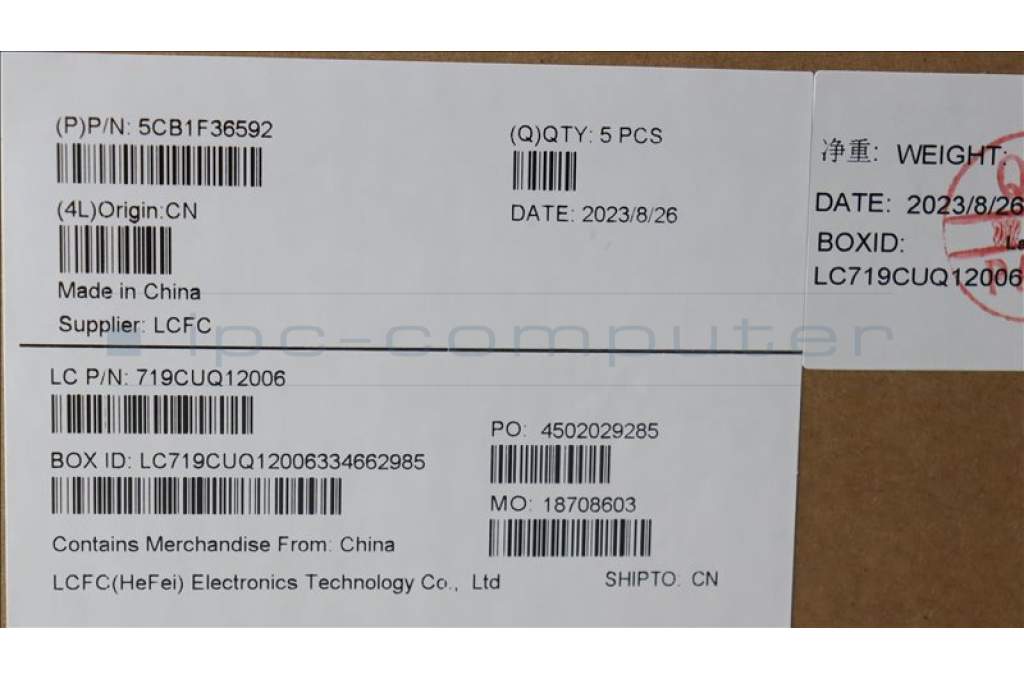 (P)P/N: 5CB1F36592
(4L)Origin:CN
Made in China
Supplier: LCFC
(Q)QTY: 5 PCS
DATE: 2023/8/26
LC P/N: 719CUQ12006
BOX ID: LC719CUQ12006334662985
Contains Merchandise From: China
LCFC(HeFei) Electronics Technology Co., Ltd
PO: 4502029285
MO: 18708603
SHIPTO: CN
净重: WEIGHT:
DATE: 2023/8/26
BOXID:
LC719CUQ12006
ipc-computer